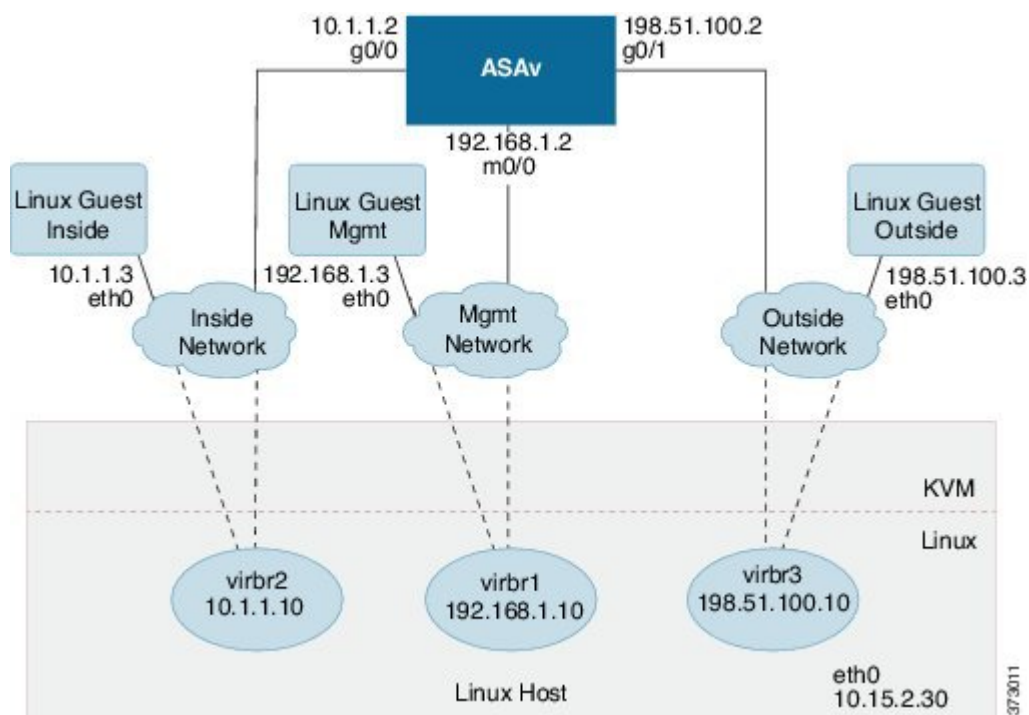 10.1.1.2
g0/0
ASAv
198.51.100.2
g0/1
192.168.1.2
m0/0
Linux Guest
Inside
Linux Guest
Mgmt
Linux Guest
Outside
10.1.1.3
eth0
192.168.1.3
eth0
198.51.100.3
eth0
Inside
Network
Mgmt
Network
Outside
Network
KVM
Linux
virbr2
10.1.1.10
virbr1
192.168.1.10
virbr3
198.51.100.10
Linux Host
eth0
10.15.2.30
373011